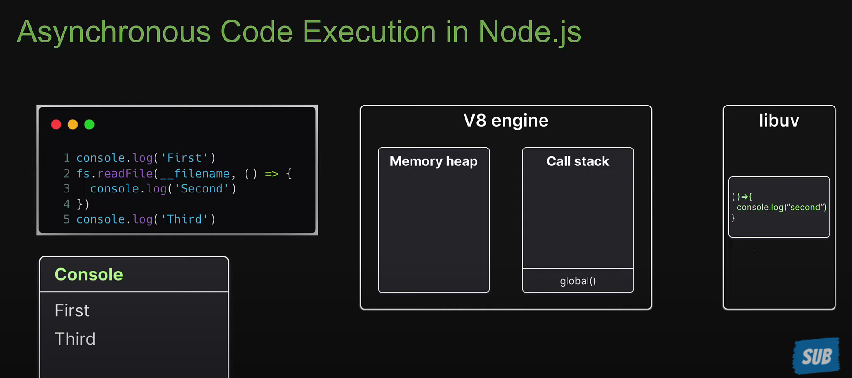 Asynchronous Code Execution in Node.js
1 console.log('First')
2 fs.readFile(__filename, () => {
3 console.log('Second')
4 })
5 console.log('Third')
Console
First
Third
V8 engine
Memory heap
Call stack
global()
libuv
()=>{
console.log("second")
}
SUB